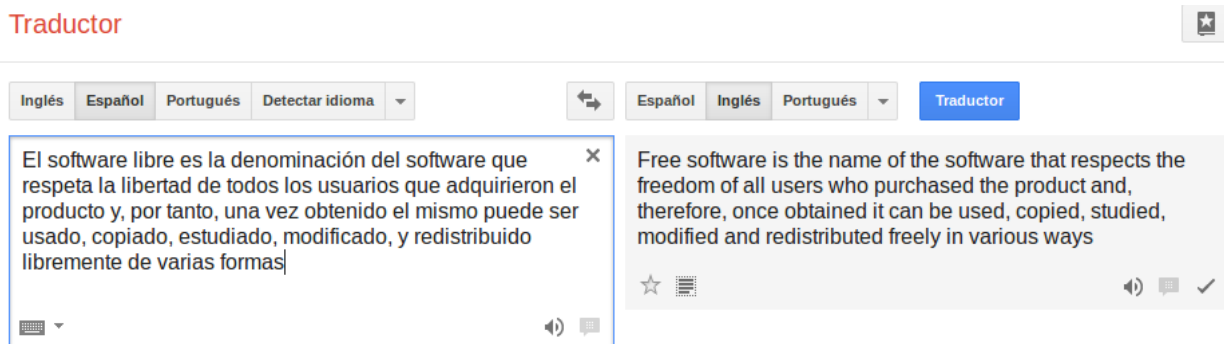 Traductor
Inglés Español Portugués Detectar idioma
Español Inglés Portugués Traductor
El software libre es la denominación del software que
respeta la libertad de todos los usuarios que adquirieron el
producto y, por tanto, una vez obtenido el mismo puede ser
usado, copiado, estudiado, modificado, y redistribuido
libremente de varias formas
Free software is the name of the software that respects the
freedom of all users who purchased the product and,
therefore, once obtained it can be used, copied, studied,
modified and redistributed freely in various ways